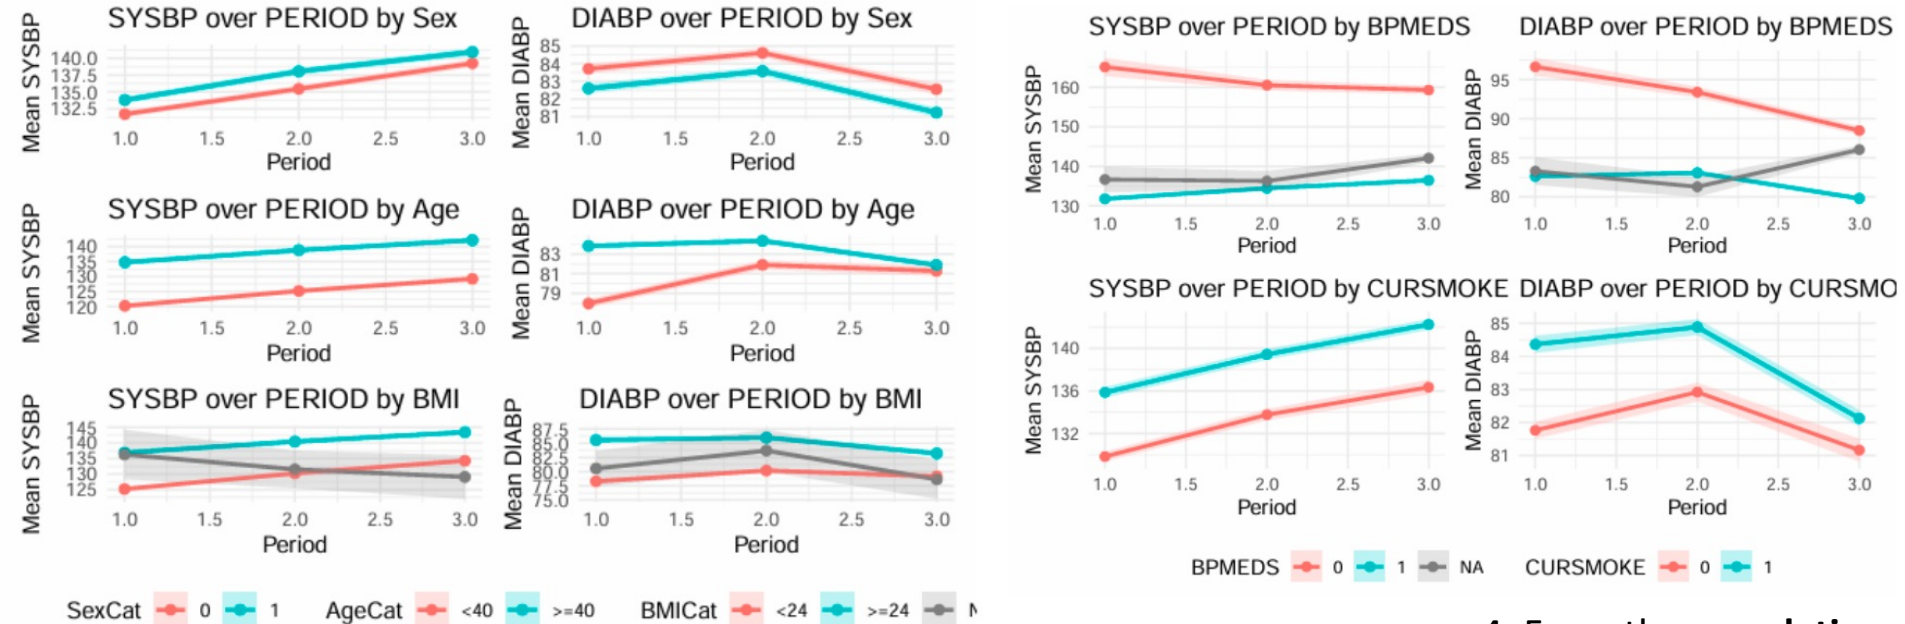 SYSBP over PERIOD by Sex
Mean SYSBP
140.0
137.5
135.0
132.5
1.0 1.5 2.0 2.5 3.0
Period
DIABP over PERIOD by Sex
Mean DIABP
85
84
83
82
81
1.0 1.5 2.0 2.5 3.0
Period
SYSBP over PERIOD by Age
Mean SYSBP
140
135
130
125
120
1.0 1.5 2.0 2.5 3.0
Period
DIABP over PERIOD by Age
Mean DIABP
83
81
79
1.0 1.5 2.0 2.5 3.0
Period
SYSBP over PERIOD by BMI
Mean SYSBP
145
140
135
130
125
1.0 1.5 2.0 2.5 3.0
Period
DIABP over PERIOD by BMI
Mean DIABP
87.5
85.0
82.5
80.0
77.5
75.0
1.0 1.5 2.0 2.5 3.0
Period
SexCat 0 1 AgeCat <40 >=40 BMICat <24 >=24
SYSBP over PERIOD by BPMEDS
Mean SYSBP
160
150
140
130
1.0 1.5 2.0 2.5 3.0
Period
DIABP over PERIOD by BPMEDS
Mean DIABP
95
90
85
80
1.0 1.5 2.0 2.5 3.0
Period
SYSBP over PERIOD by CURSMOKE
Mean SYSBP
140
136
132
1.0 1.5 2.0 2.5 3.0
Period
DIABP over PERIOD by CURSMO
Mean DIABP
85
84
83
82
81
1.0 1.5 2.0 2.5 3.0
Period
BPMEDS 0 1 NA CURSMOKE 0 1